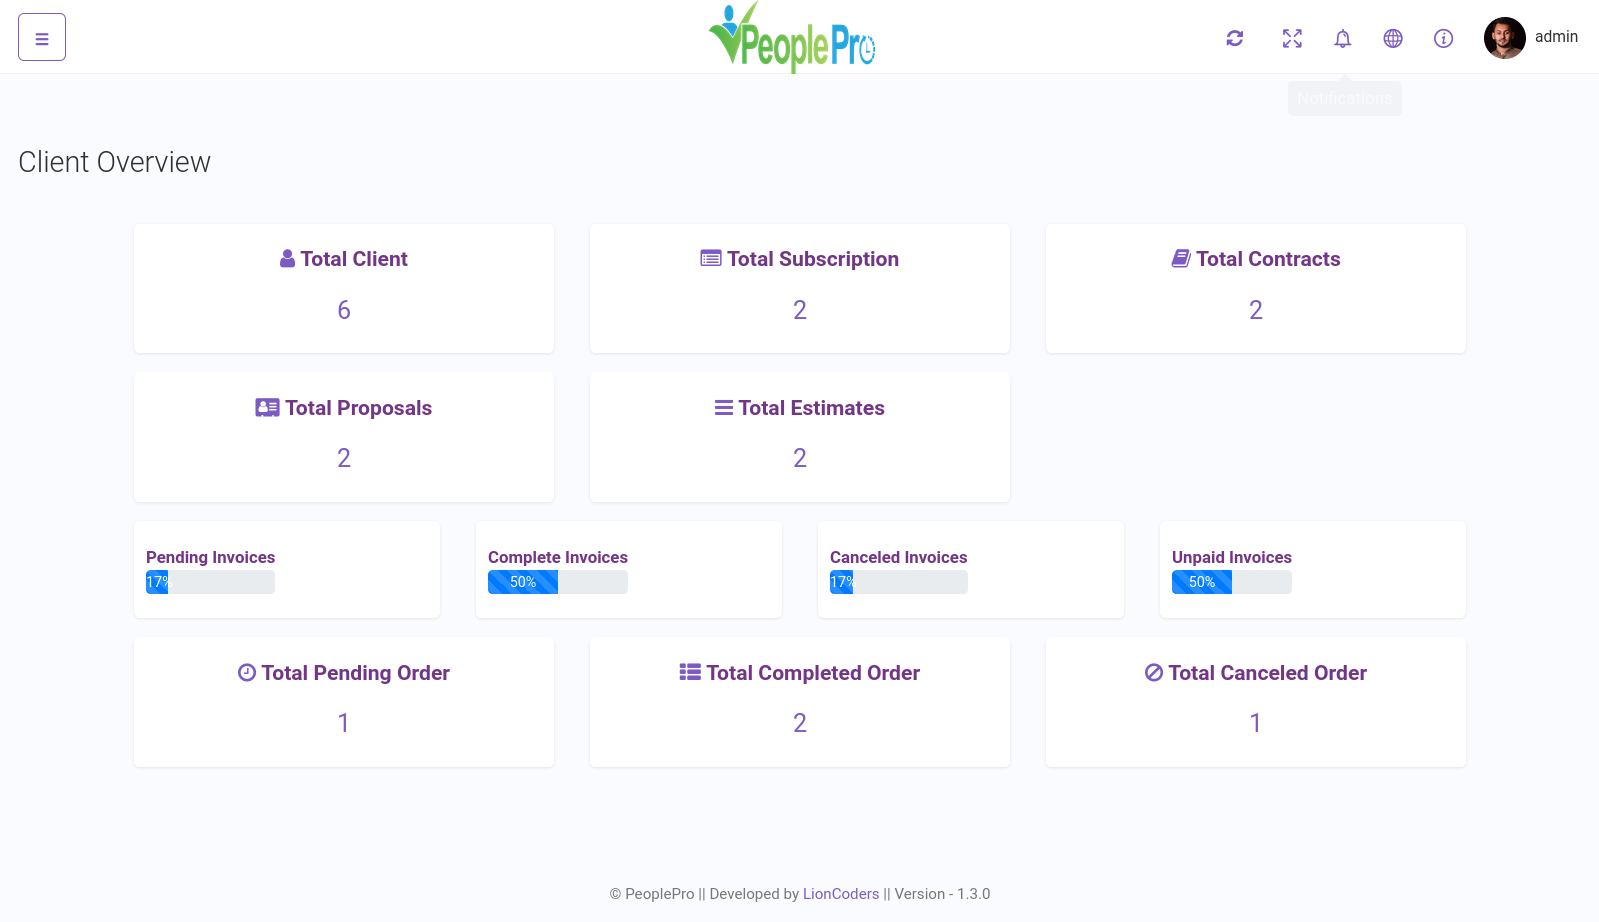 PeoplePro
admin
Notifications
Client Overview
Total Client
6
Total Subscription
2
Total Contracts
2
Total Proposals
2
Total Estimates
2
Pending Invoices
17%
Complete Invoices
50%
Canceled Invoices
17%
Unpaid Invoices
50%
Total Pending Order
1
Total Completed Order
2
Total Canceled Order
1
© PeoplePro || Developed by LionCoders || Version - 1.3.0